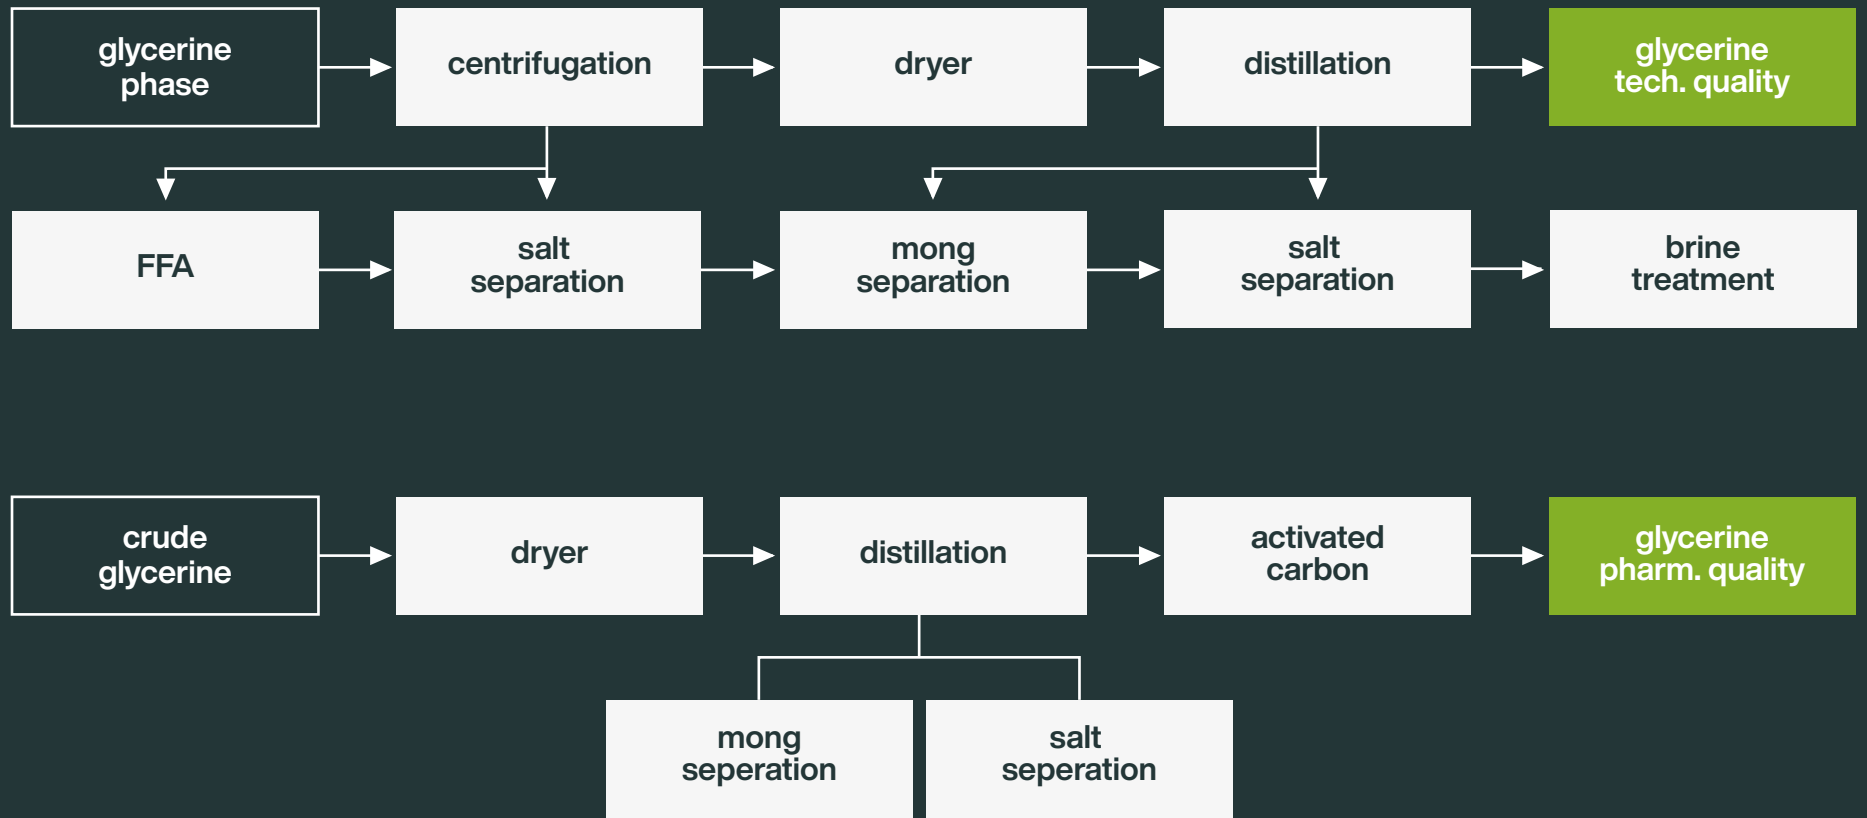 glycerine
phase
centrifugation
dryer
distillation
glycerine
tech. quality
FFA
salt
separation
mong
separation
salt
separation
brine
treatment
crude
glycerine
dryer
distillation
activated
carbon
glycerine
pharm. quality
mong
seperation
salt
seperation